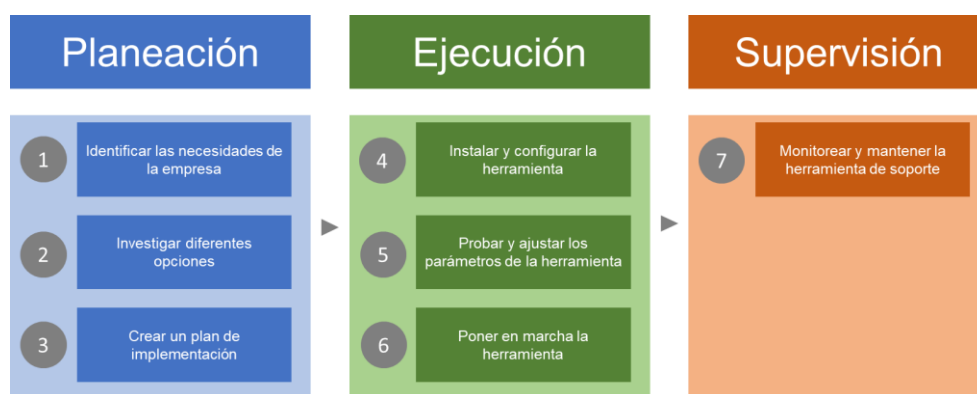 Planeación
Ejecución
Supervisión
1
Identificar las necesidades de
la empresa
2
Investigar diferentes
opciones
3
Crear un plan de
implementación
4
Instalar y configurar la
herramienta
5
Probar y ajustar los
parámetros de la herramienta
6
Poner en marcha la
herramienta
7
Monitorear y mantener la
herramienta de soporte